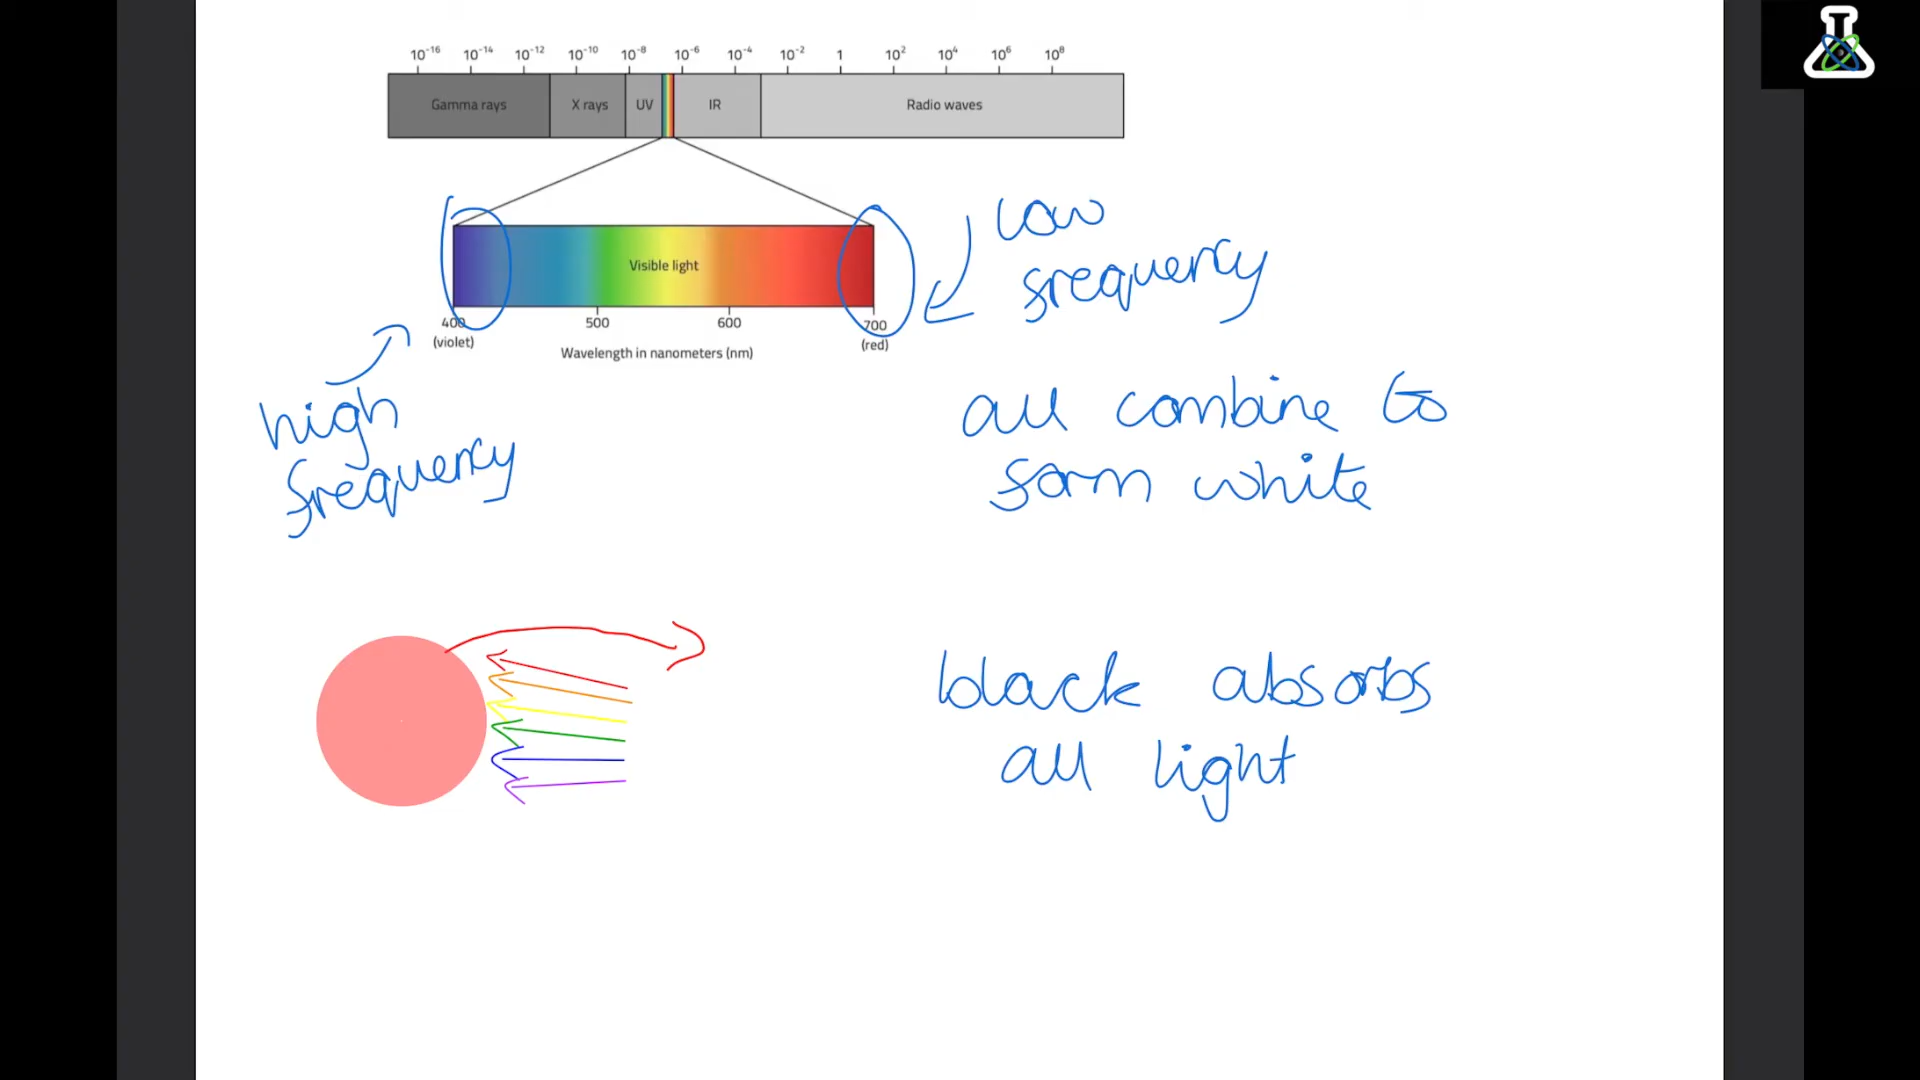 10⁻¹⁶ 10⁻¹⁴ 10⁻¹² 10⁻¹⁰ 10⁻⁸ 10⁻⁶ 10⁻⁴ 10⁻² 1 10² 10⁴ 10⁶ 10⁸
Gamma rays X rays UV IR Radio waves
Visible light
400 500 600 700
(violet) (red)
Wavelength in nanometers (nm)
low
frequency
high
frequency
all combine to
form white
black absorbs
all light